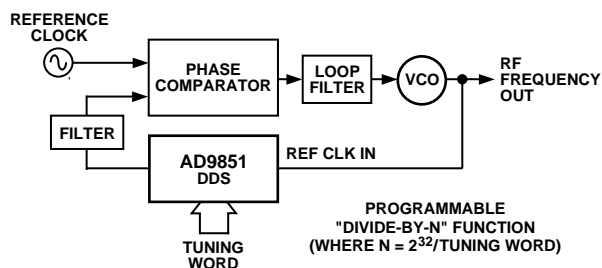 REFERENCE
CLOCK
PHASE
COMPARATOR
LOOP
FILTER
VCO
RF
FREQUENCY
OUT
FILTER
AD9851
DDS
REF CLK IN
TUNING
WORD
PROGRAMMABLE
"DIVIDE-BY-N" FUNCTION
(WHERE N = 2³²/TUNING WORD)